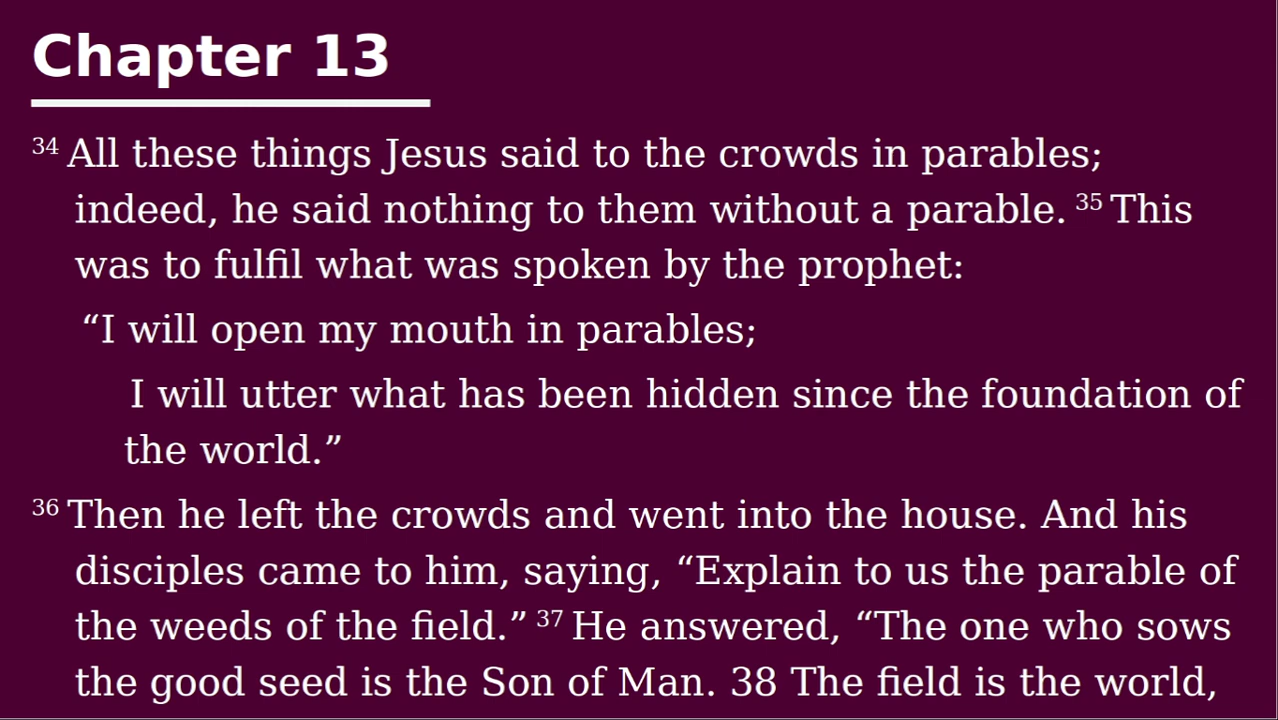 Chapter 13
34 All these things Jesus said to the crowds in parables;
indeed, he said nothing to them without a parable. 35 This
was to fulfil what was spoken by the prophet:
“I will open my mouth in parables;
I will utter what has been hidden since the foundation of
the world.”
36 Then he left the crowds and went into the house. And his
disciples came to him, saying, “Explain to us the parable of
the weeds of the field.” 37 He answered, “The one who sows
the good seed is the Son of Man. 38 The field is the world,